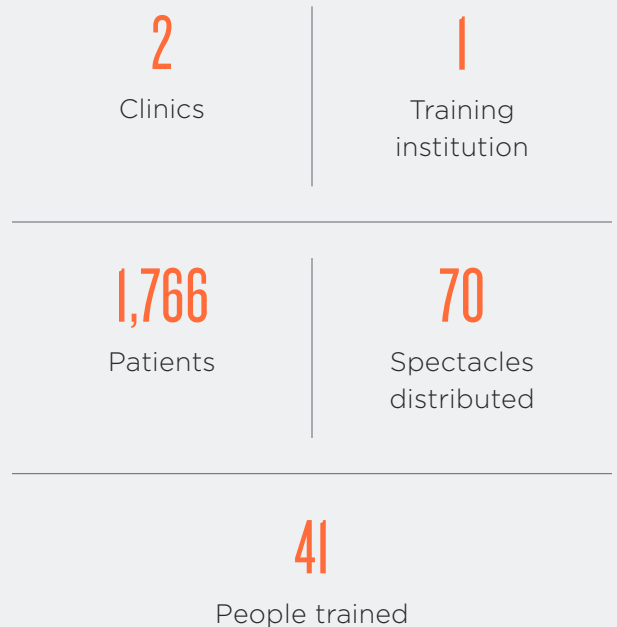 2
Clinics
1
Training
institution
1,766
Patients
70
Spectacles
distributed
41
People trained